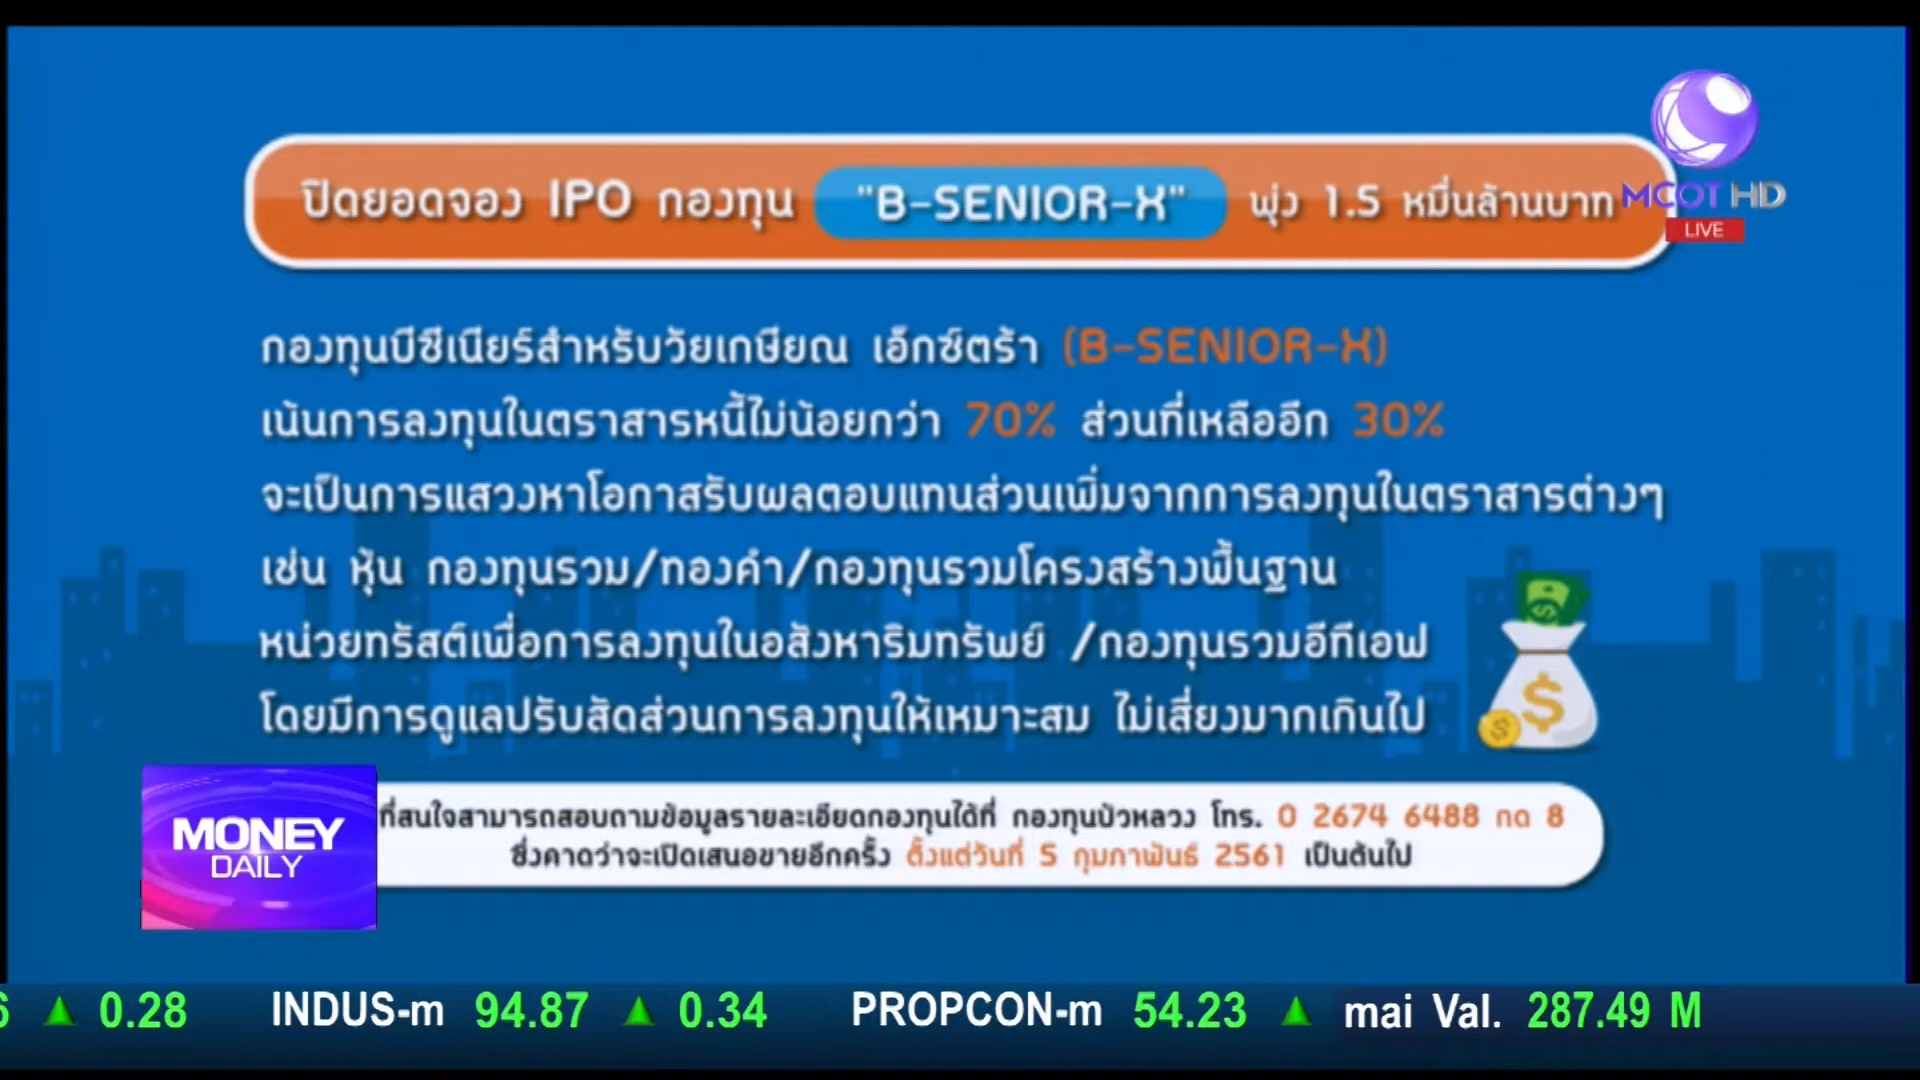 ปิดยอดจอง IPO กองทุน "B-SENIOR-X" พุ่ง 1.5 หมื่นล้านบาท
MCOT HD
LIVE
กองทุนบีซีเนียร์สำหรับวัยเกษียณ เอ็กซ์ตร้า (B-SENIOR-X)
เน้นการลงทุนในตราสารหนี้ไม่น้อยกว่า 70% ส่วนที่เหลืออีก 30%
จะเป็นการแสวงหาโอกาสรับผลตอบแทนส่วนเพิ่มจากการลงทุนในตราสารต่างๆ
เช่น หุ้น กองทุนรวม/ทองคำ/กองทุนรวมโครงสร้างพื้นฐาน
หน่วยทรัสต์เพื่อการลงทุนในอสังหาริมทรัพย์ /กองทุนรวมอีทีเอฟ
โดยมีการดูแลปรับสัดส่วนการลงทุนให้เหมาะสม ไม่เสี่ยงมากเกินไป
MONEY
DAILY
ที่สนใจสามารถสอบถามข้อมูลรายละเอียดกองทุนได้ที่ กองทุนบัวหลวง โทร. 0 2674 6488 กด 8
ซึ่งคาดว่าจะเปิดเสนอขายอีกครั้ง ตั้งแต่วันที่ 5 กุมภาพันธ์ 2561 เป็นต้นไป
6 ▲ 0.28 INDUS-m 94.87 ▲ 0.34 PROPCON-m 54.23 ▲ mai Val. 287.49 M